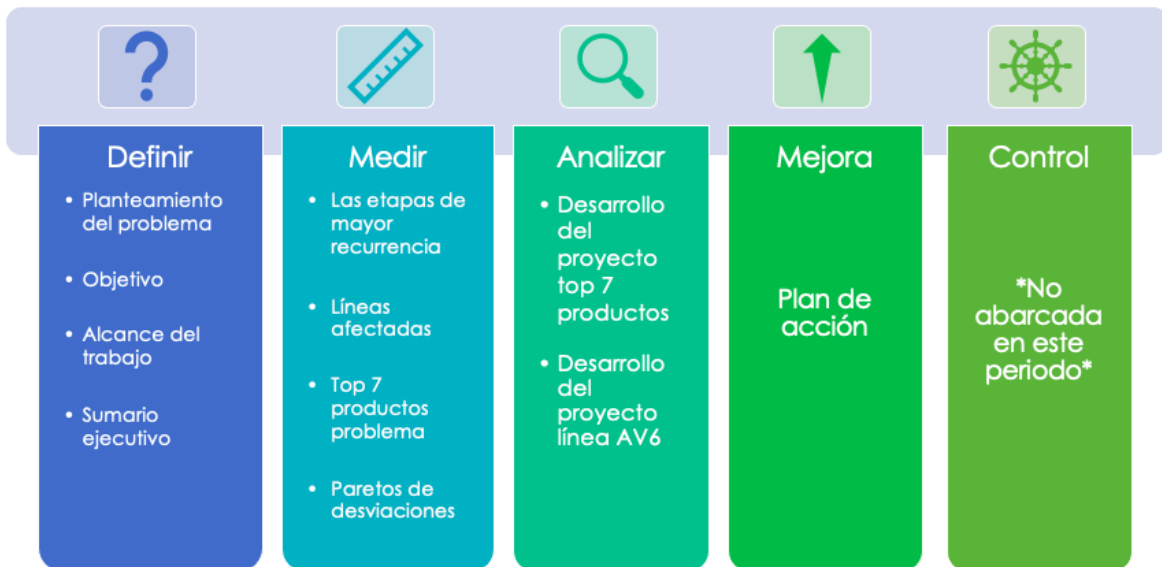 Definir
• Planteamiento
del problema
• Objetivo
• Alcance del
trabajo
• Sumario
ejecutivo
Medir
• Las etapas de
mayor
recurrencia
• Líneas
afectadas
• Top 7
productos
problema
• Paretos de
desviaciones
Analizar
• Desarrollo
del
proyecto
top 7
productos
• Desarrollo
del
proyecto
línea AV6
Mejora
Plan de
acción
Control
*No
abarcada
en este
periodo*